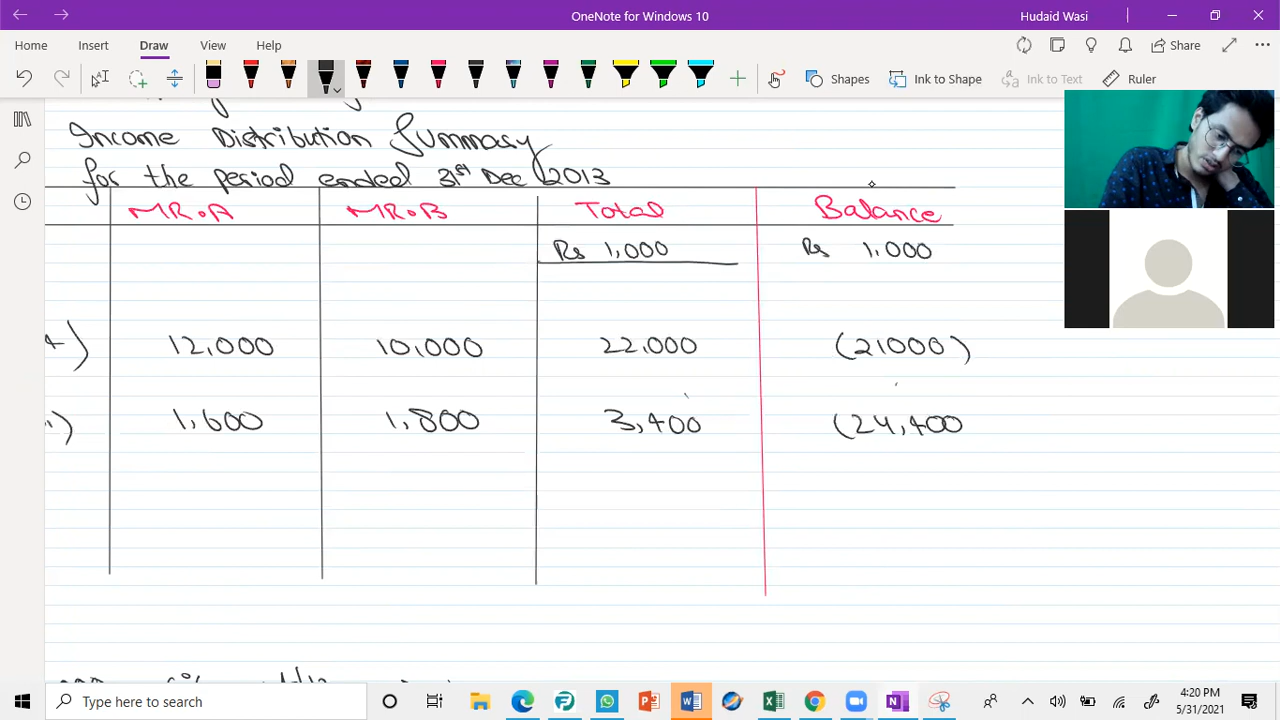 OneNote for Windows 10
Hudaid Wasi
Home Insert Draw View Help
Share
Shapes Ink to Shape Ink to Text Ruler
Income Distribution Summary
for the period ended 31st Dec 2013
MR.A MR.B Total Balance
Rs 1,000 Rs 1,000
12,000 10,000 22,000 (21000)
1,600 1,800 3,400 (24,400
Type here to search
4:20 PM
5/31/2021